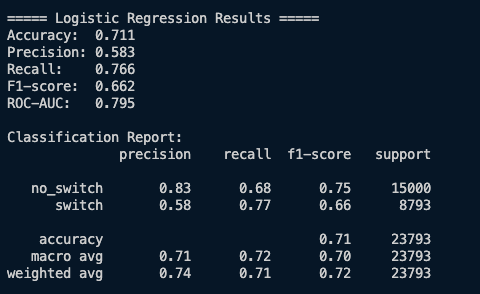 ===== Logistic Regression Results =====
Accuracy:  0.711
Precision: 0.583
Recall:    0.766
F1-score:  0.662
ROC-AUC:   0.795

Classification Report:
              precision    recall  f1-score   support

   no_switch       0.83      0.68      0.75     15000
      switch       0.58      0.77      0.66      8793

    accuracy                           0.71     23793
   macro avg       0.71      0.72      0.70     23793
weighted avg       0.74      0.71      0.72     23793